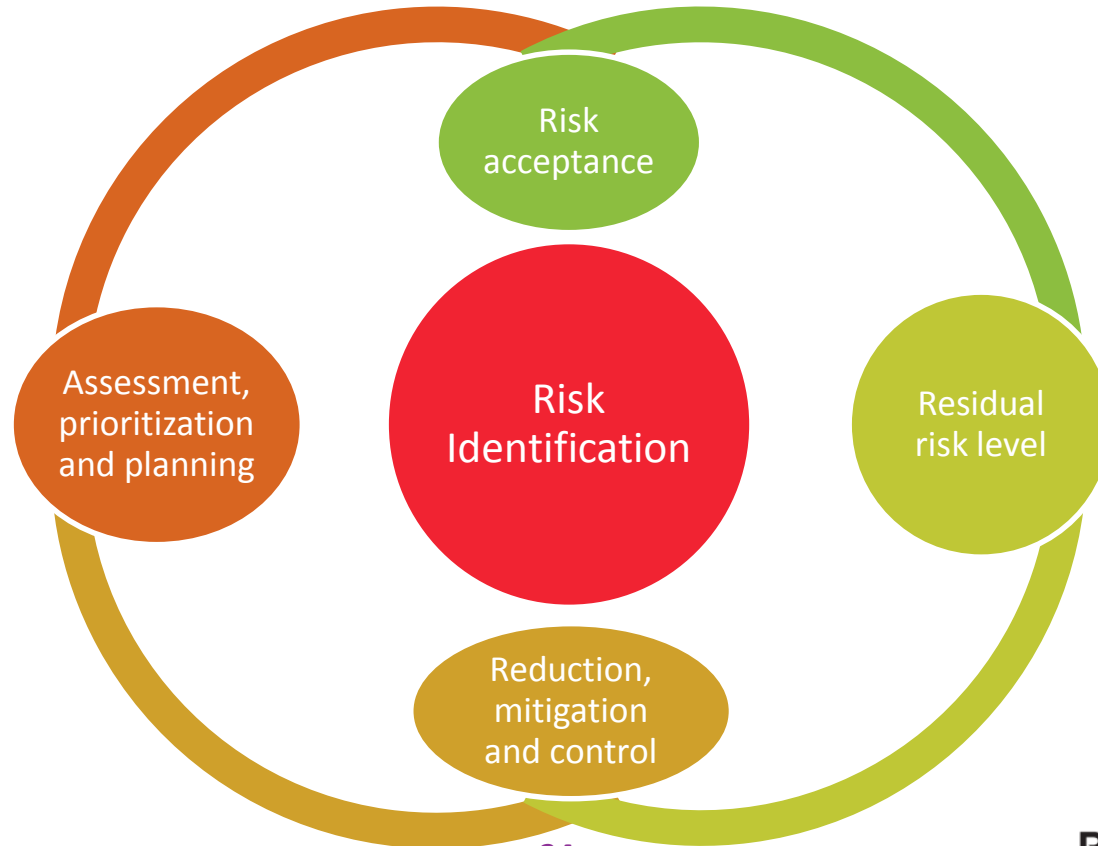 Risk
acceptance
Assessment,
prioritization
and planning
Risk
Identification
Residual
risk level
Reduction,
mitigation
and control